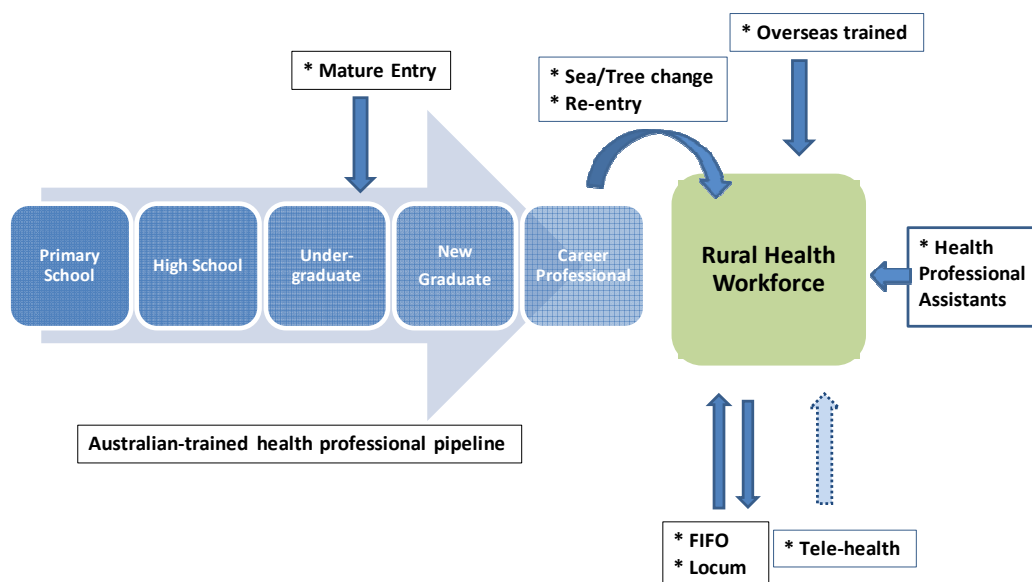 * Overseas trained
* Mature Entry
* Sea/Tree change
* Re-entry
Primary
School
High School
Under-
graduate
New
Graduate
Career
Professional
Rural Health
Workforce
* Health
Professional
Assistants
Australian-trained health professional pipeline
* FIFO
* Locum
* Tele-health